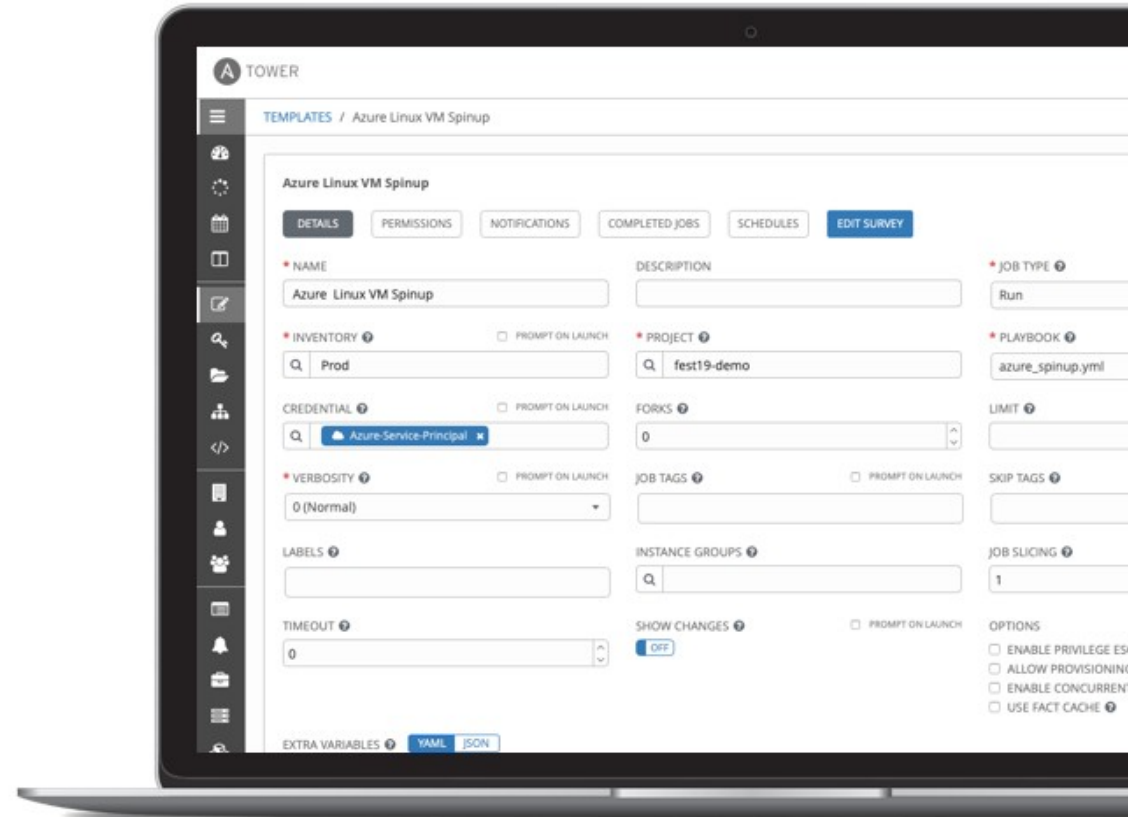 A TOWER
TEMPLATES / Azure Linux VM Spinup
Azure Linux VM Spinup
DETAILS PERMISSIONS NOTIFICATIONS COMPLETED JOBS SCHEDULES EDIT SURVEY
* NAME DESCRIPTION * JOB TYPE ?
Azure Linux VM Spinup Run
* INVENTORY ? PROMPT ON LAUNCH * PROJECT ? * PLAYBOOK ?
Prod fest19-demo azure_spinup.yml
CREDENTIAL ? PROMPT ON LAUNCH FORKS ? LIMIT ?
Azure-Service-Principal x 0
* VERBOSITY ? PROMPT ON LAUNCH JOB TAGS ? PROMPT ON LAUNCH SKIP TAGS ?
0 (Normal)
LABELS ? INSTANCE GROUPS ? JOB SLICING ?
1
TIMEOUT ? SHOW CHANGES ? PROMPT ON LAUNCH OPTIONS
0 OFF ENABLE PRIVILEGE ESC
ALLOW PROVISIONING
ENABLE CONCURRENT
USE FACT CACHE ?
EXTRA VARIABLES ? YAML JSON